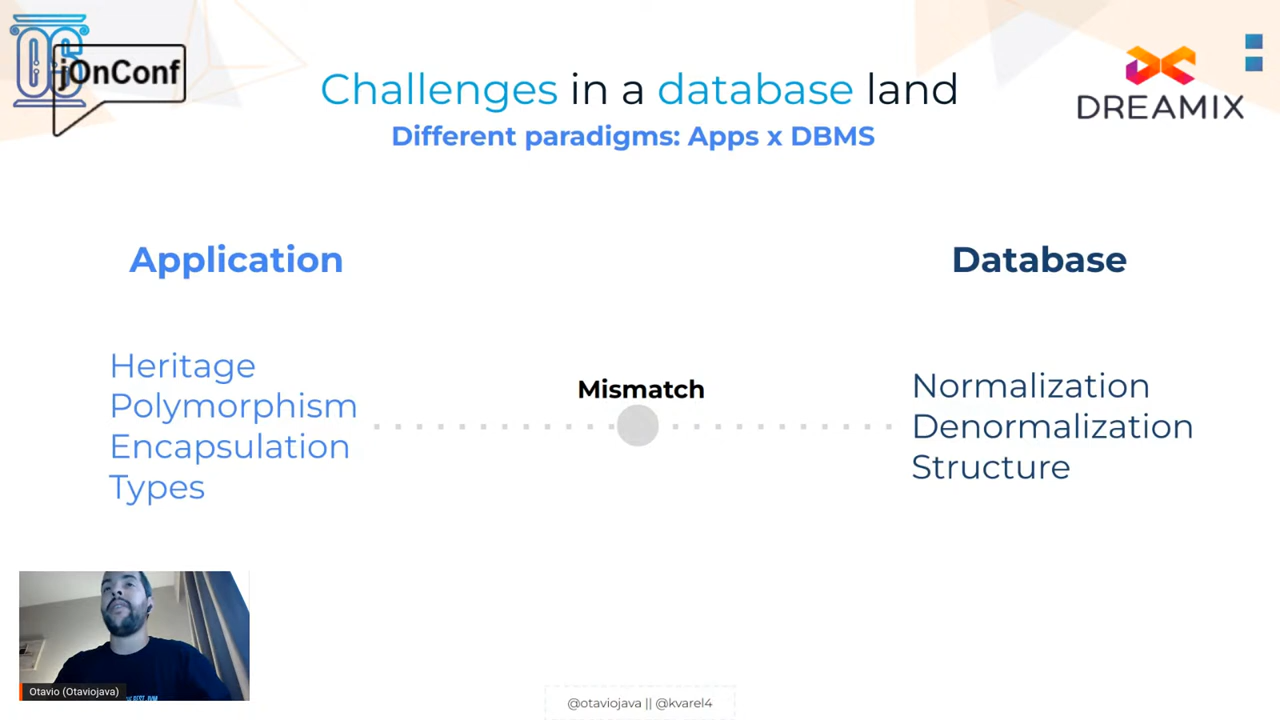 OS
jOnConf
Challenges in a database land
Different paradigms: Apps x DBMS
DREAMIX
Application
Database
Heritage
Polymorphism
Encapsulation
Types
Mismatch
Normalization
Denormalization
Structure
Otavio (Otaviojava)
@otaviojava || @kvarel4